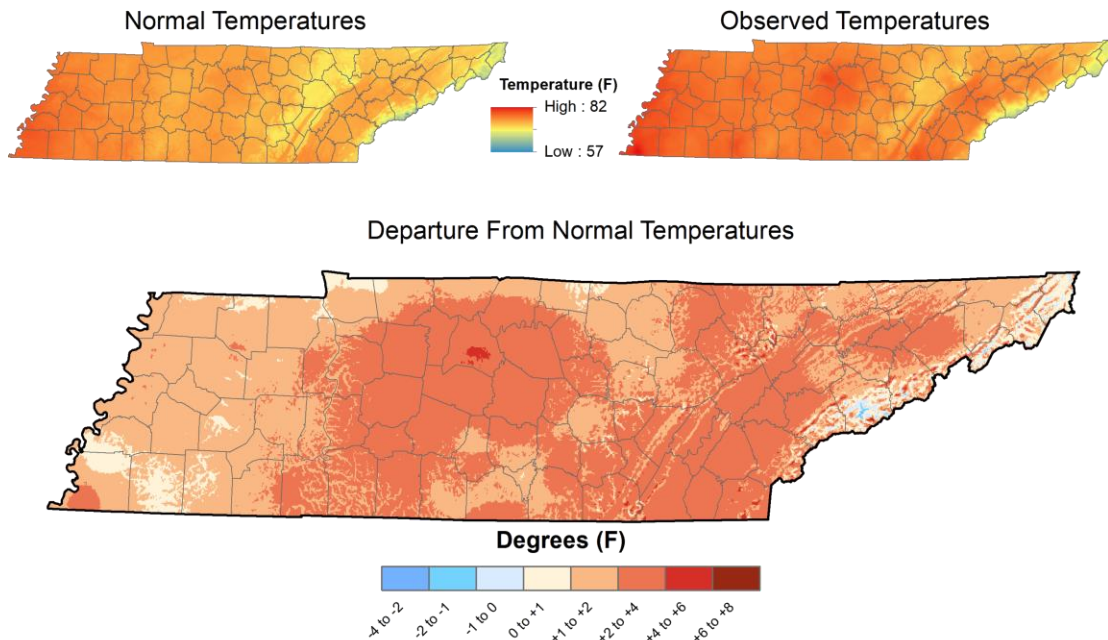 Normal Temperatures
Observed Temperatures
Temperature (F)
High : 82
Low : 57
Departure From Normal Temperatures
Degrees (F)
-4 to -2
-2 to -1
-1 to 0
0 to +1
+1 to +2
+2 to +4
+4 to +6
+6 to +8